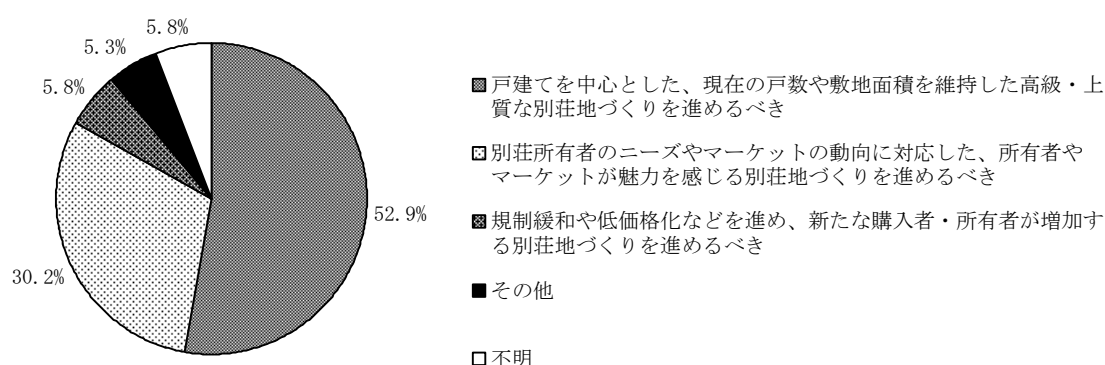 5.8%
5.3%
5.8%
30.2%
52.9%
戸建てを中心とした、現在の戸数や敷地面積を維持した高級・上
質な別荘地づくりを進めるべき
別荘所有者のニーズやマーケットの動向に対応した、所有者や
マーケットが魅力を感じる別荘地づくりを進めるべき
規制緩和や低価格化などを進め、新たな購入者・所有者が増加す
る別荘地づくりを進めるべき
その他
不明